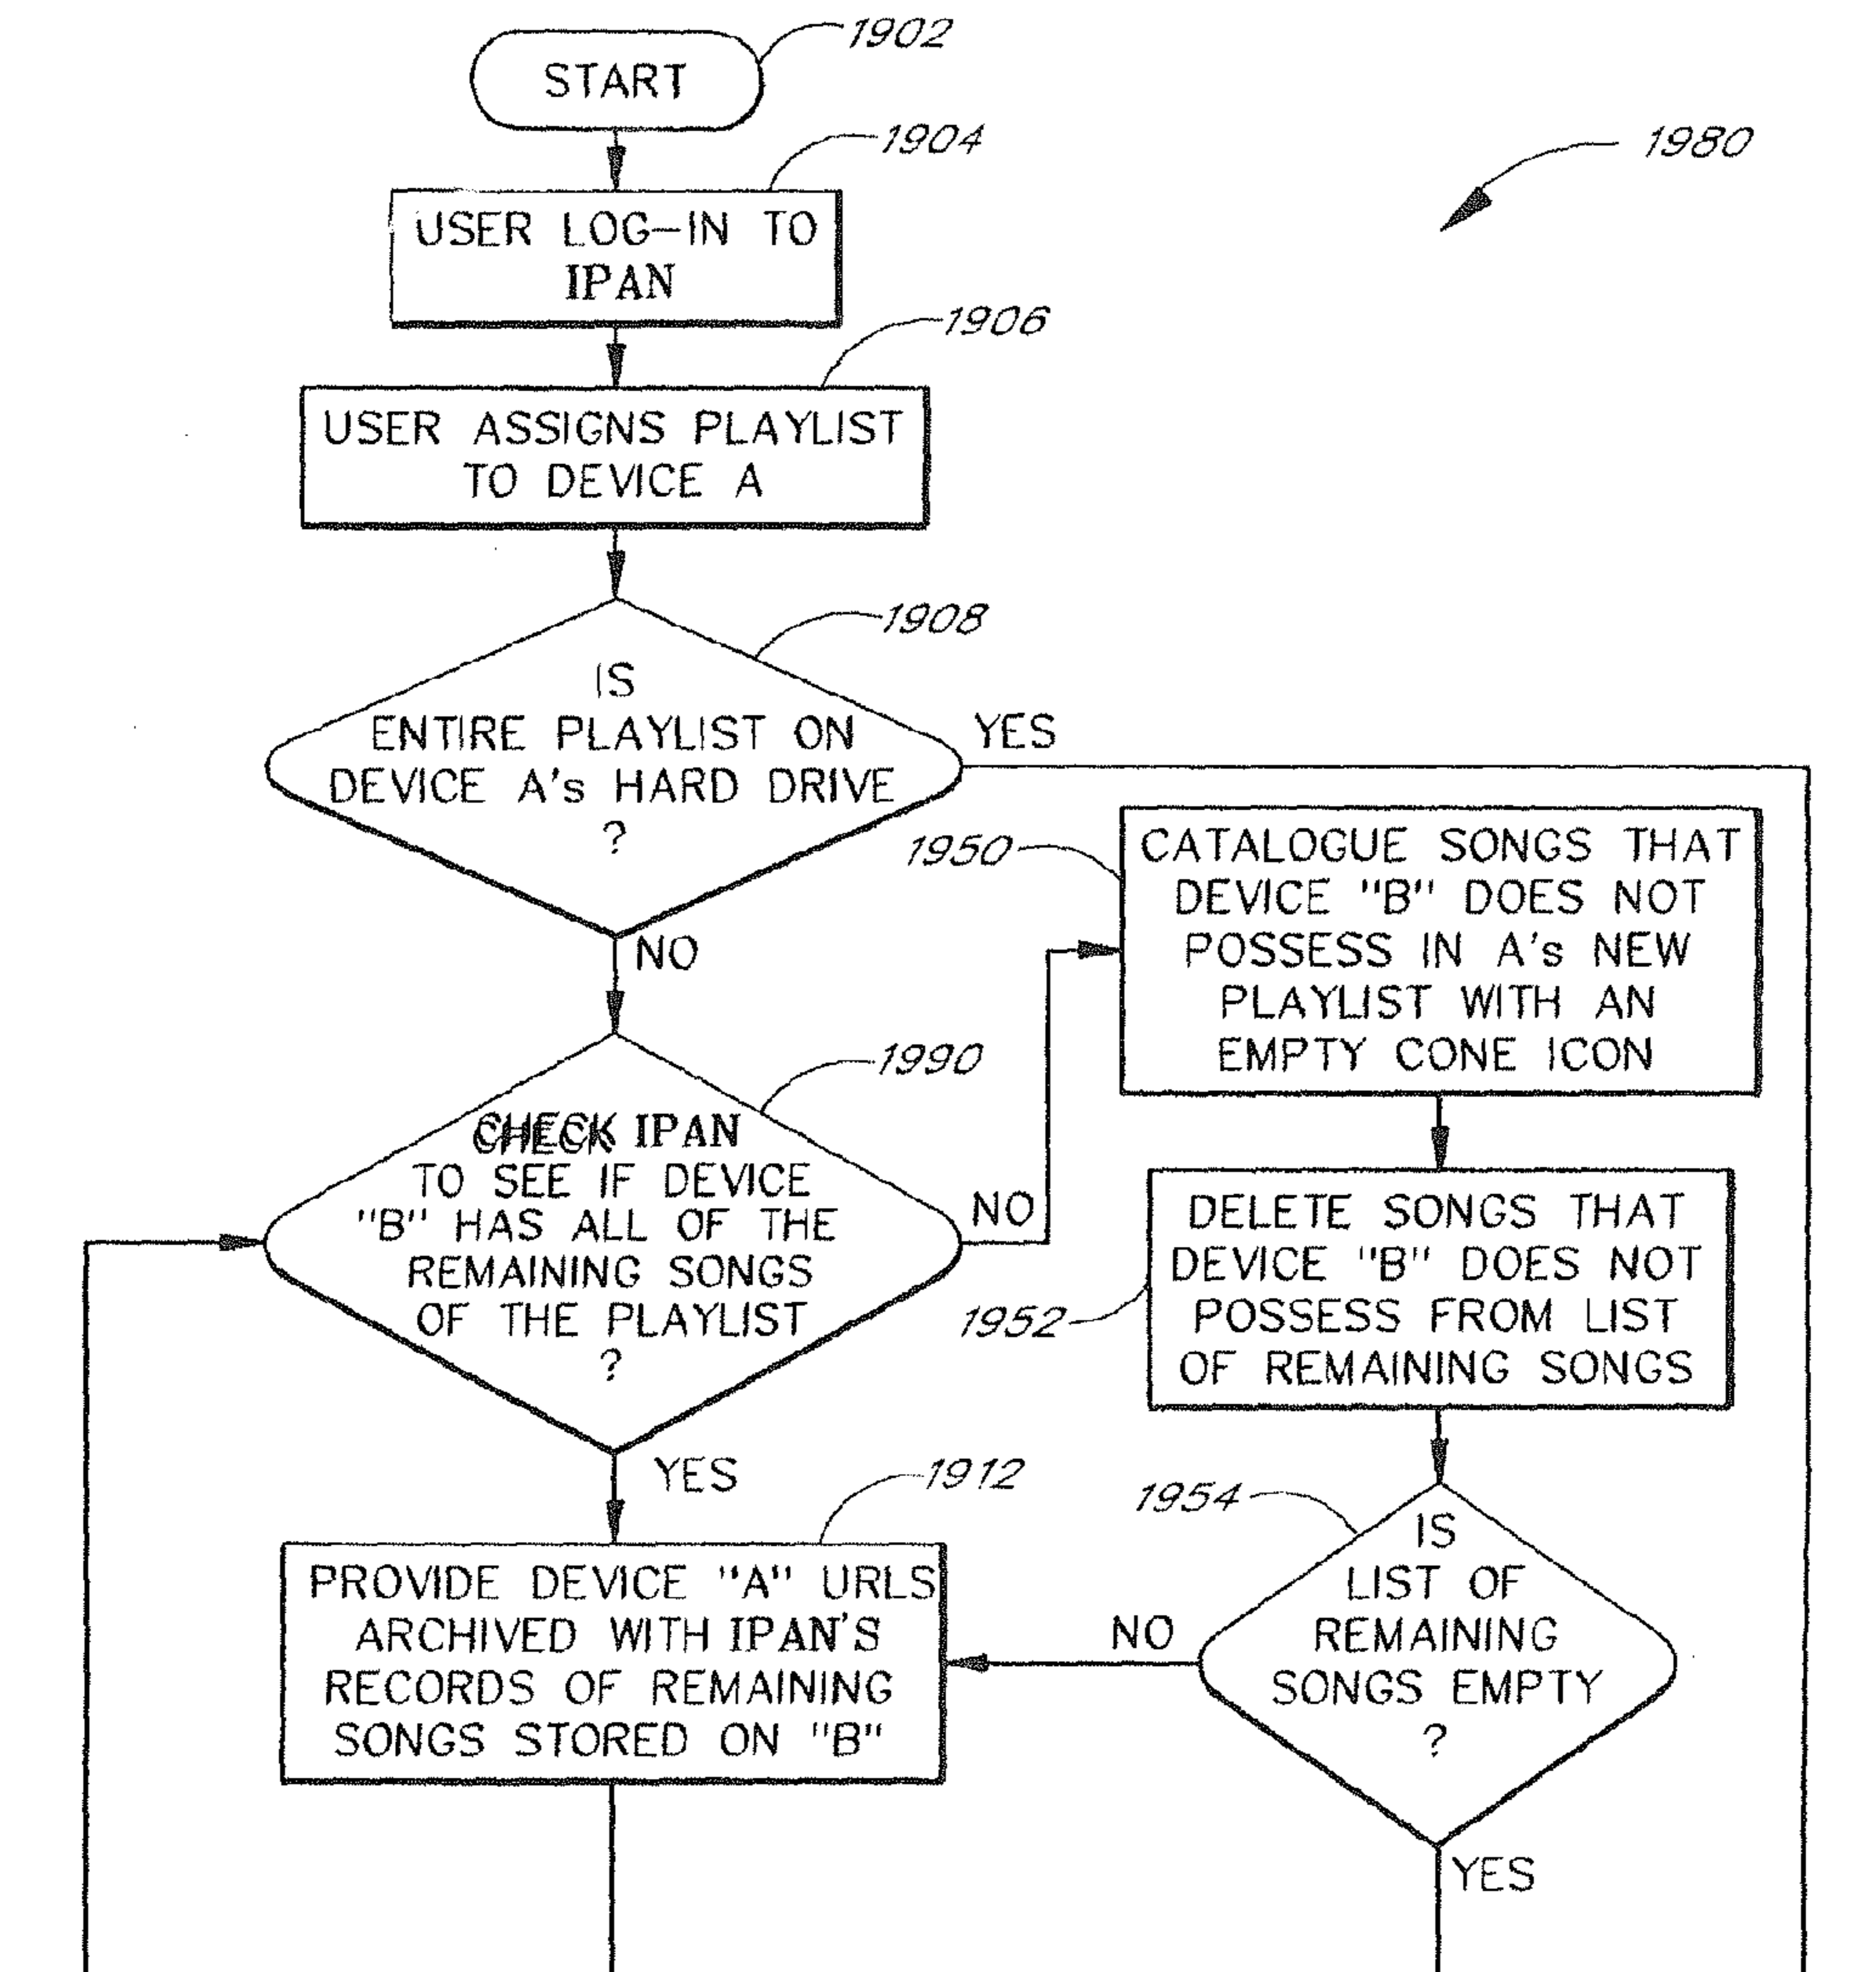 1902
START
1904
1980
USER LOG-IN TO
IPAN
1906
USER ASSIGNS PLAYLIST
TO DEVICE A
1908
IS
ENTIRE PLAYLIST ON
DEVICE A's HARD DRIVE
?
YES
NO
1950
CATALOGUE SONGS THAT
DEVICE "B" DOES NOT
POSSESS IN A's NEW
PLAYLIST WITH AN
EMPTY CONE ICON
1990
CHECK IPAN
TO SEE IF DEVICE
"B" HAS ALL OF THE
REMAINING SONGS
OF THE PLAYLIST
?
NO
YES
1952
DELETE SONGS THAT
DEVICE "B" DOES NOT
POSSESS FROM LIST
OF REMAINING SONGS
1912
PROVIDE DEVICE "A" URLS
ARCHIVED WITH IPAN'S
RECORDS OF REMAINING
SONGS STORED ON "B"
1954
IS
LIST OF
REMAINING
SONGS EMPTY
?
NO
YES